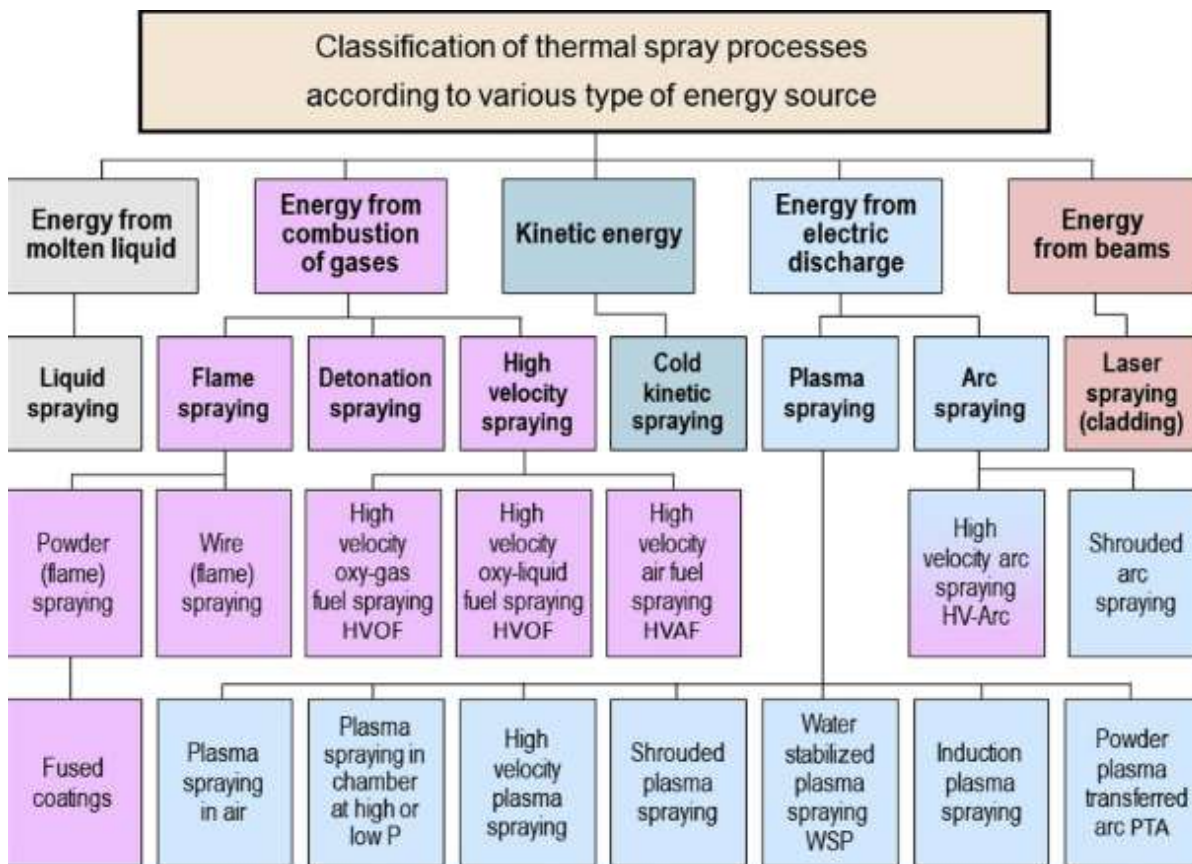 Classification of thermal spray processes
according to various type of energy source
Energy from
molten liquid
Energy from
combustion
of gases
Kinetic energy
Energy from
electric
discharge
Energy
from beams
Liquid
spraying
Flame
spraying
Detonation
spraying
High
velocity
spraying
Cold
kinetic
spraying
Plasma
spraying
Arc
spraying
Laser
spraying
(cladding)
Powder
(flame)
spraying
Wire
(flame)
spraying
High
velocity
oxy-gas
fuel spraying
HVOF
High
velocity
oxy-liquid
fuel spraying
HVOF
High
velocity
air fuel
spraying
HVAF
High
velocity arc
spraying
HV-Arc
Shrouded
arc
spraying
Fused
coatings
Plasma
spraying
in air
Plasma
spraying in
chamber
at high or
low P
High
velocity
plasma
spraying
Shrouded
plasma
spraying
Water
stabilized
plasma
spraying
WSP
Induction
plasma
spraying
Powder
plasma
transferred
arc PTA